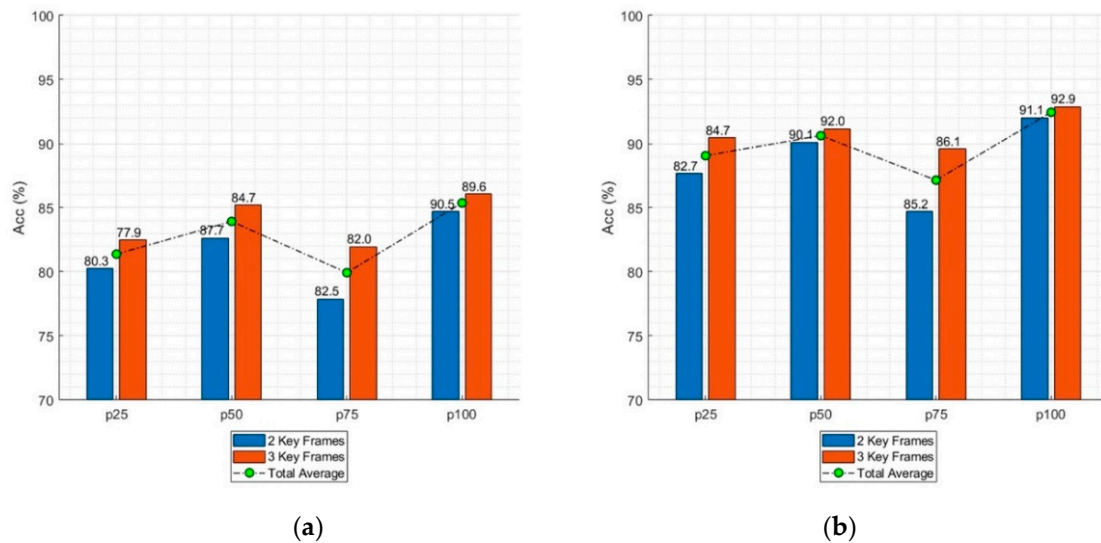 100
95
90
85
80
75
70
Acc (%)
80.3
77.9
87.7
84.7
82.5
82.0
90.5
89.6
p25
p50
p75
p100
2 Key Frames
3 Key Frames
Total Average
(a)
100
95
90
85
80
75
70
Acc (%)
82.7
84.7
90.1
92.0
85.2
86.1
91.1
92.9
p25
p50
p75
p100
2 Key Frames
3 Key Frames
Total Average
(b)